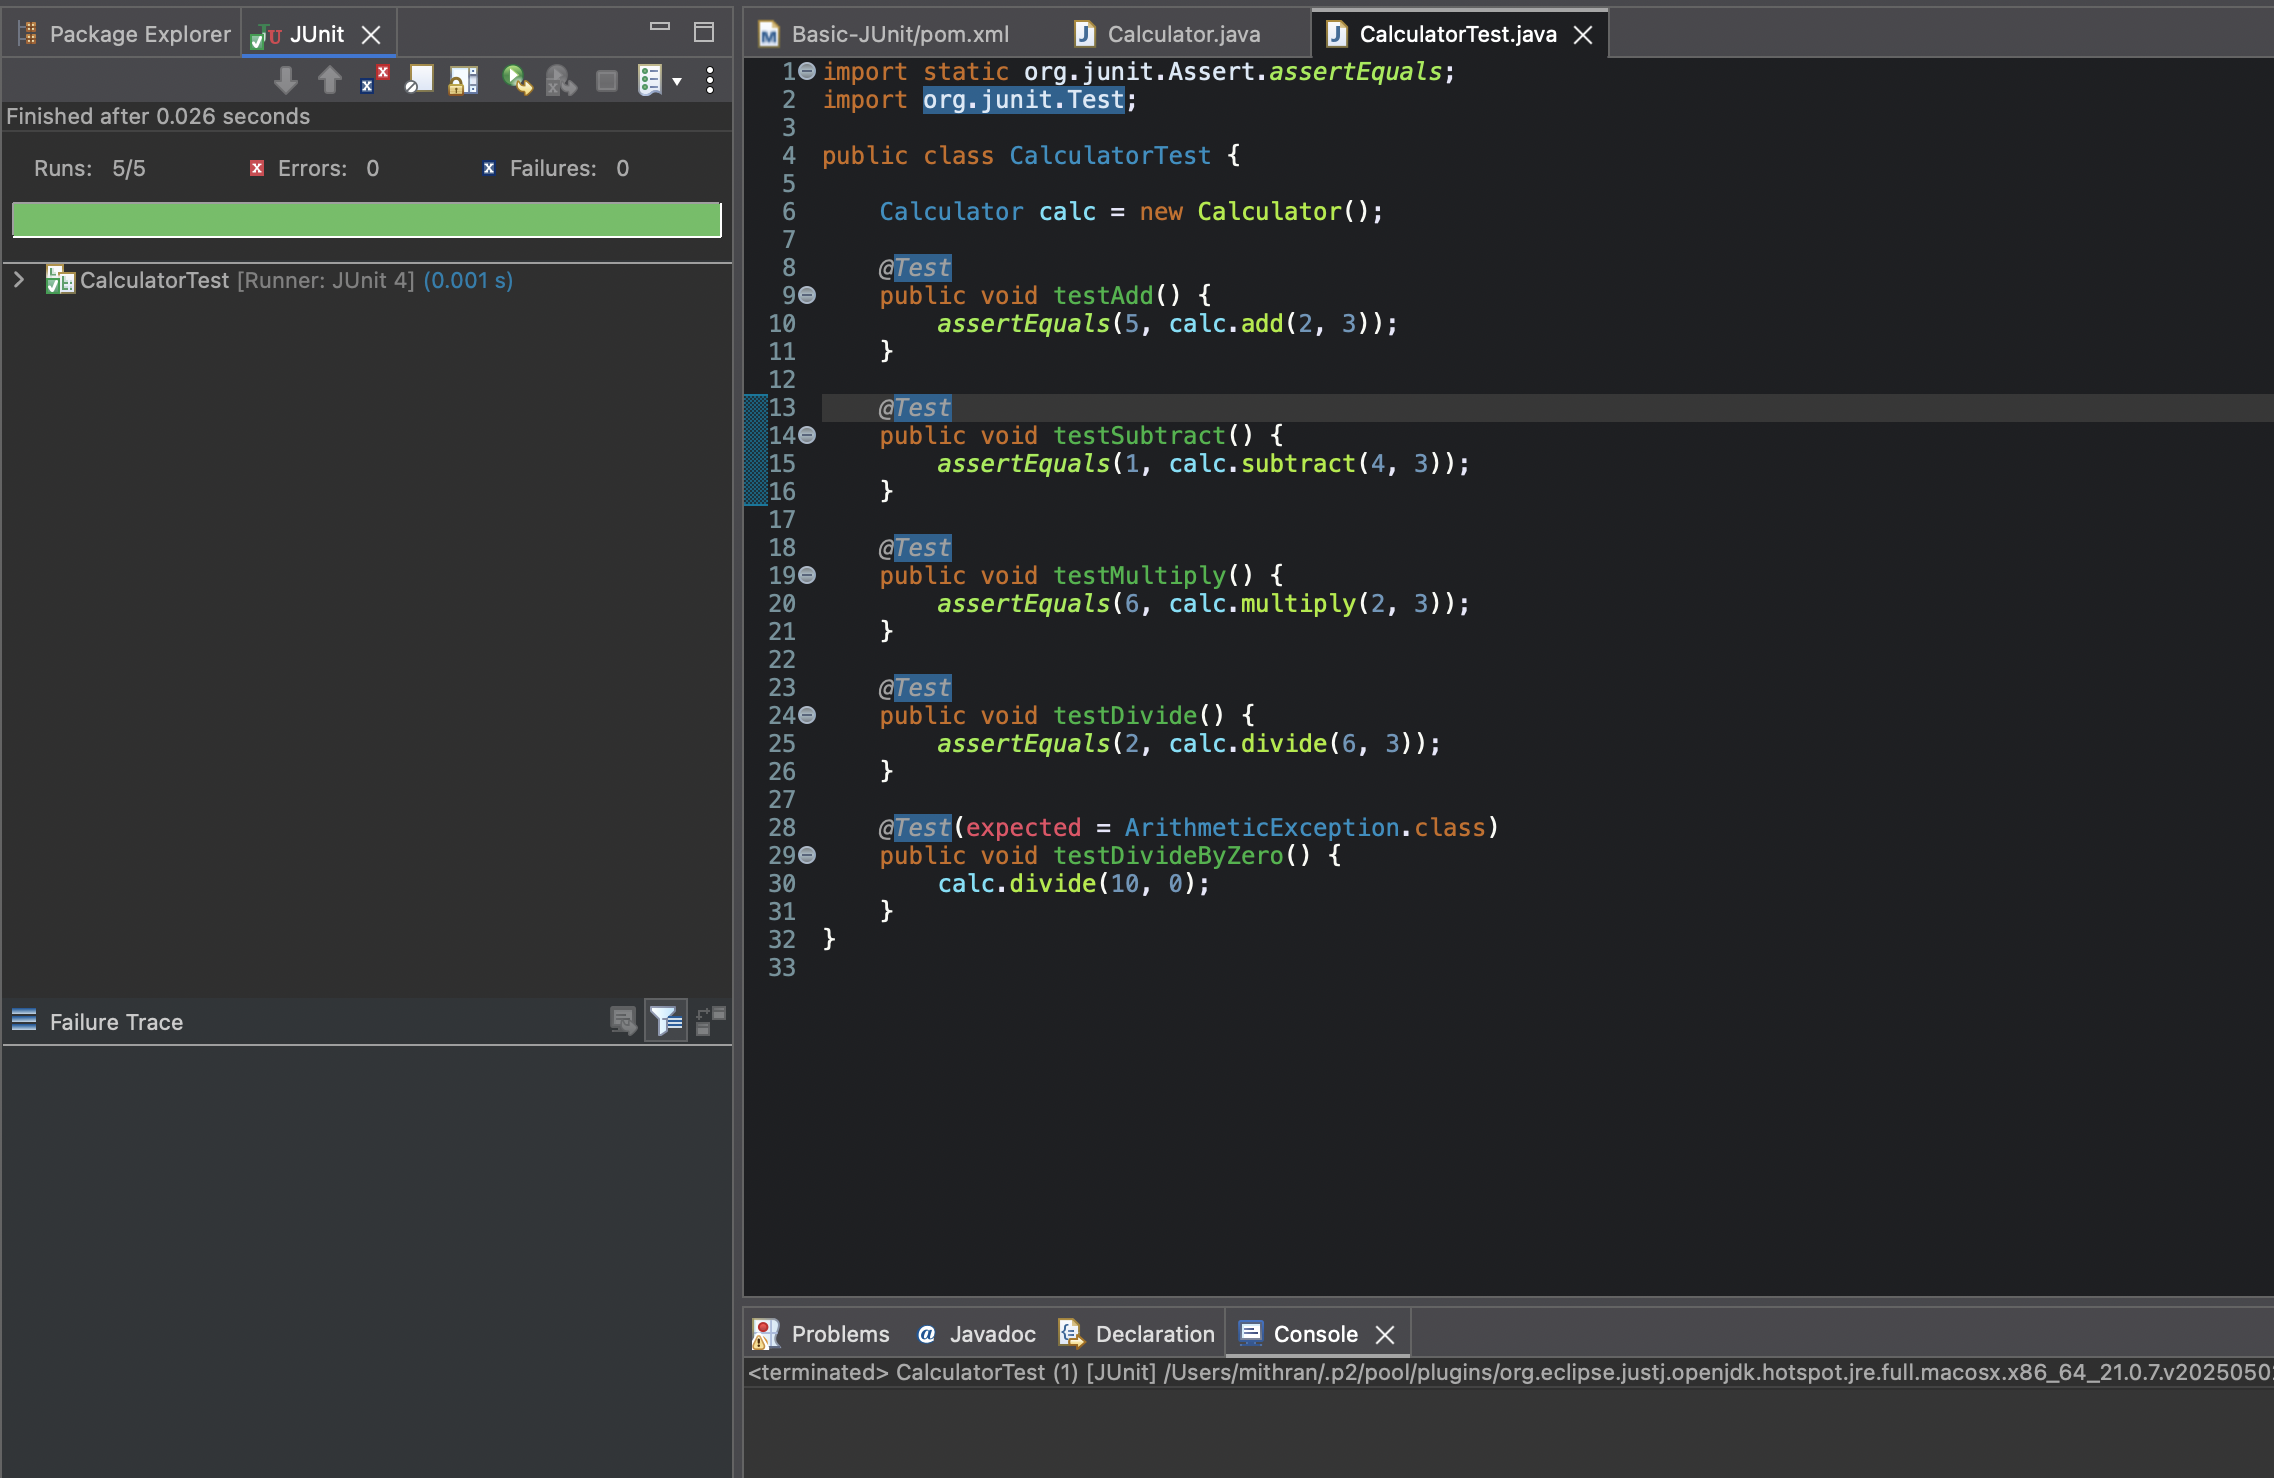 Package Explorer
JUnit
Finished after 0.026 seconds
Runs: 5/5
Errors: 0
Failures: 0
CalculatorTest [Runner: JUnit 4] (0.001 s)
Failure Trace
Basic-JUnit/pom.xml
Calculator.java
CalculatorTest.java
1 import static org.junit.Assert.assertEquals;
2 import org.junit.Test;
3
4 public class CalculatorTest {
5
6     Calculator calc = new Calculator();
7
8     @Test
9     public void testAdd() {
10         assertEquals(5, calc.add(2, 3));
11     }
12
13     @Test
14     public void testSubtract() {
15         assertEquals(1, calc.subtract(4, 3));
16     }
17
18     @Test
19     public void testMultiply() {
20         assertEquals(6, calc.multiply(2, 3));
21     }
22
23     @Test
24     public void testDivide() {
25         assertEquals(2, calc.divide(6, 3));
26     }
27
28     @Test(expected = ArithmeticException.class)
29     public void testDivideByZero() {
30         calc.divide(10, 0);
31     }
32 }
33
Problems
Javadoc
Declaration
Console
<terminated> CalculatorTest (1) [JUnit] /Users/mithran/.p2/pool/plugins/org.eclipse.justj.openjdk.hotspot.jre.full.macosx.x86_64_21.0.7.v2025050